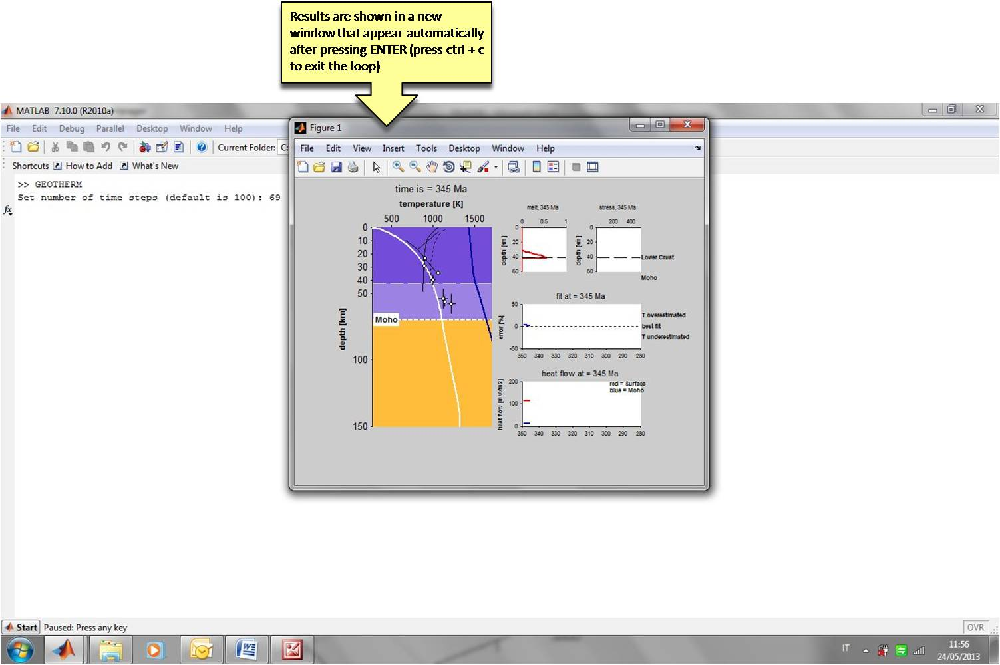 Results are shown in a new
window that appear automatically
after pressing ENTER (press ctrl + c
to exit the loop)
MATLAB 7.10.0 (R2010a)
File Edit Debug Parallel Desktop Window Help
Current Folder: C:
Shortcuts How to Add What's New
>> GEOTHERM
Set number of time steps (default is 100): 69
fx
Figure 1
File Edit View Insert Tools Desktop Window Help
time is = 345 Ma
temperature [K]
500 1000 1500
0
10
20
30
40
50
100
150
depth [km]
Moho
melt, 345 Ma
0 0.5 1
0
20
40
60
depth [km]
stress, 345 Ma
200 400
0
20
40
60
depth [km]
Lower Crust
Moho
fit at = 345 Ma
50
0
-50
error [%]
350 340 330 320 310 300 290 280
T overestimated
best fit
T underestimated
heat flow at = 345 Ma
200
100
0
heat flow [mW/m2]
red = Surface
blue = Moho
350 340 330 320 310 300 290 280
Start Paused: Press any key
OVR
IT
11:56
24/05/2013